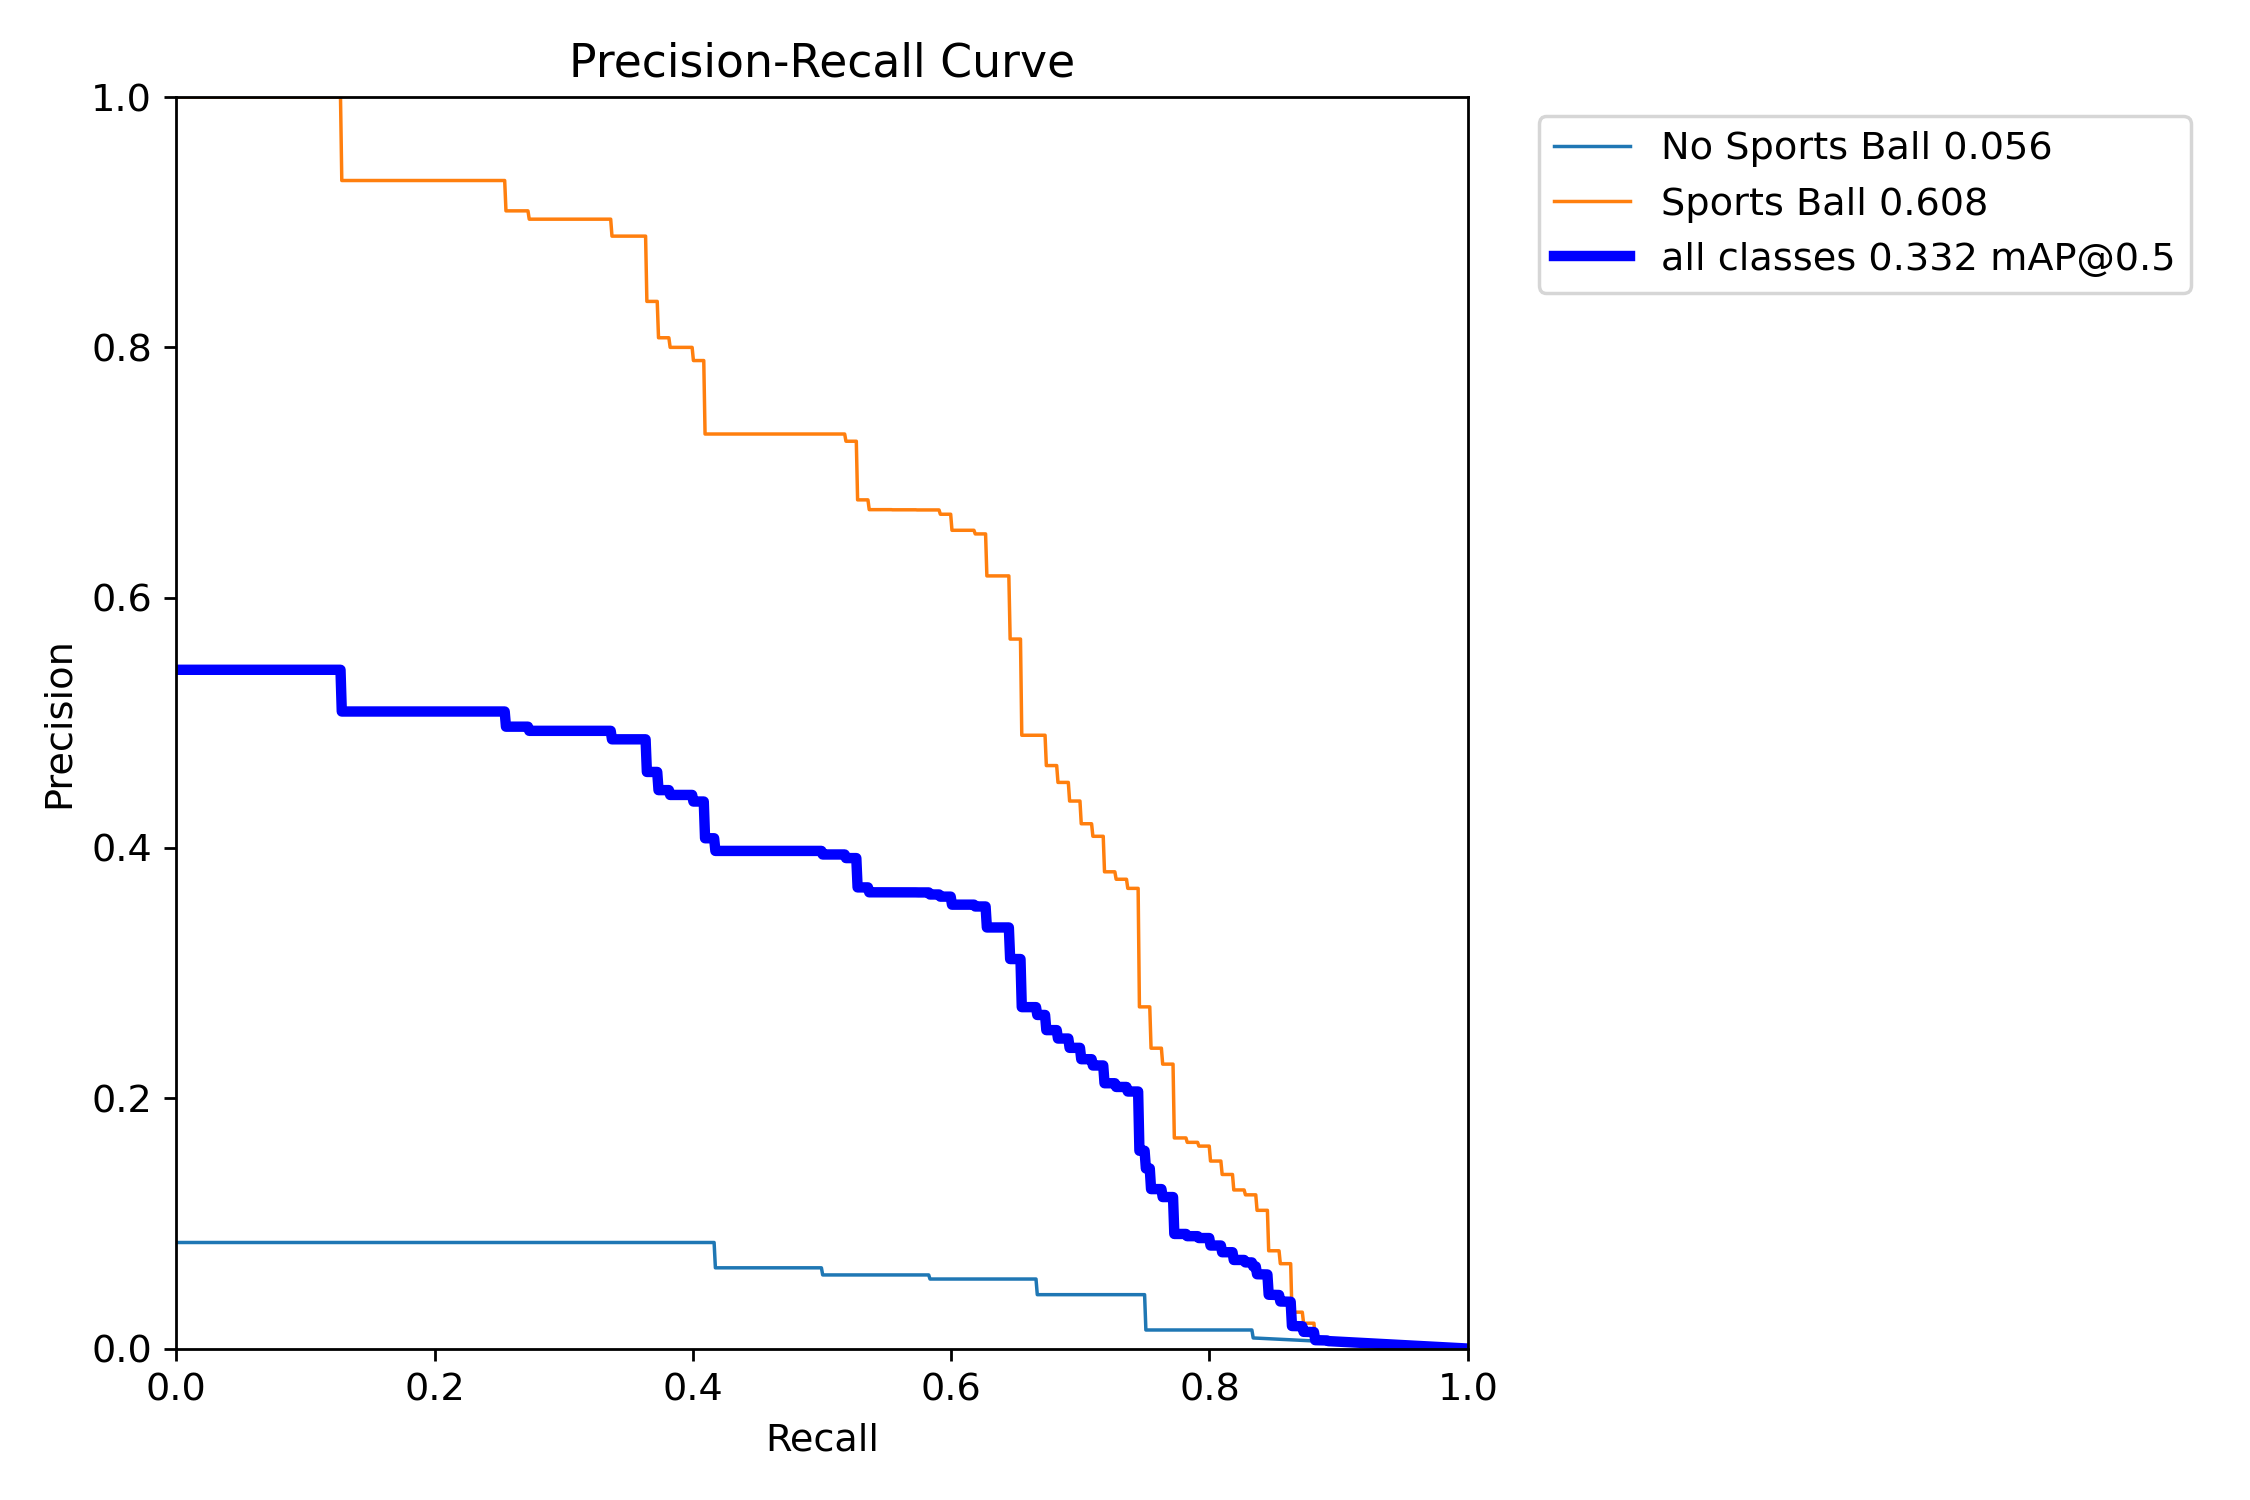 Precision-Recall Curve
1.0
0.8
0.6
0.4
0.2
0.0
Precision
0.0 0.2 0.4 0.6 0.8 1.0
Recall
No Sports Ball 0.056
Sports Ball 0.608
all classes 0.332 mAP@0.5